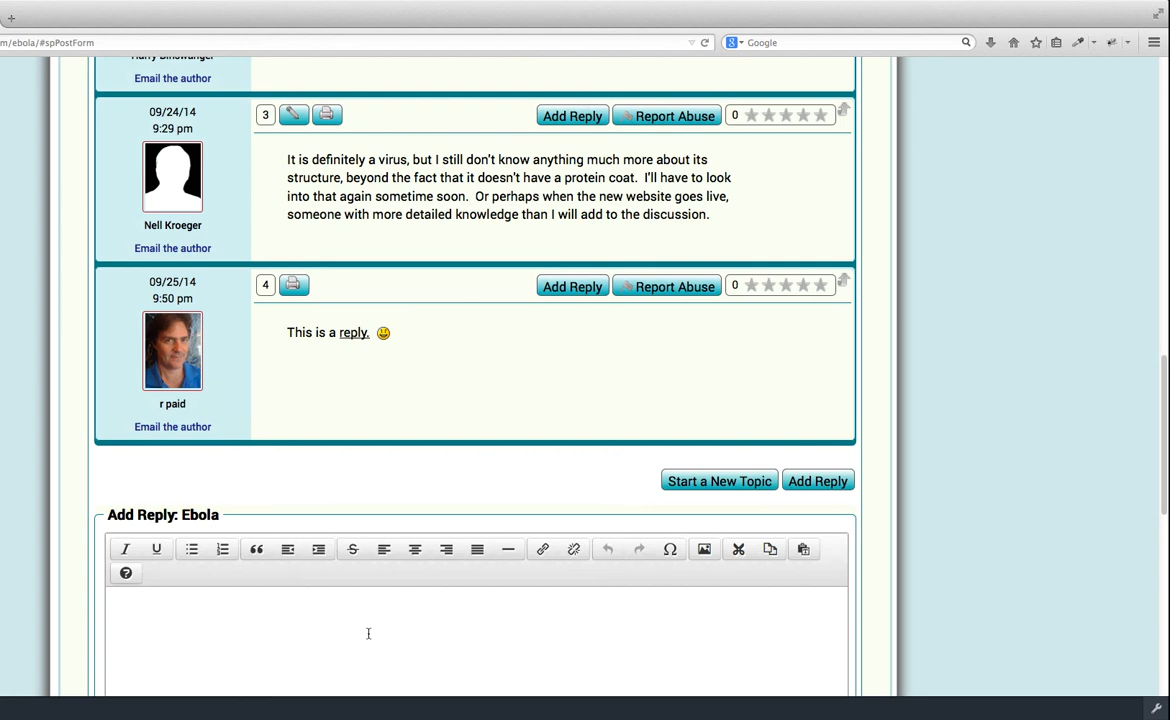 m/ebola/#spPostForm
Google
Harry Binswanger
Email the author
09/24/14
9:29 pm
3
Add Reply
Report Abuse
0
It is definitely a virus, but I still don't know anything much more about its
structure, beyond the fact that it doesn't have a protein coat.  I'll have to look
into that again sometime soon.  Or perhaps when the new website goes live,
someone with more detailed knowledge than I will add to the discussion.
Nell Kroeger
Email the author
09/25/14
9:50 pm
4
Add Reply
Report Abuse
0
This is a reply.
r paid
Email the author
Start a New Topic
Add Reply
Add Reply: Ebola